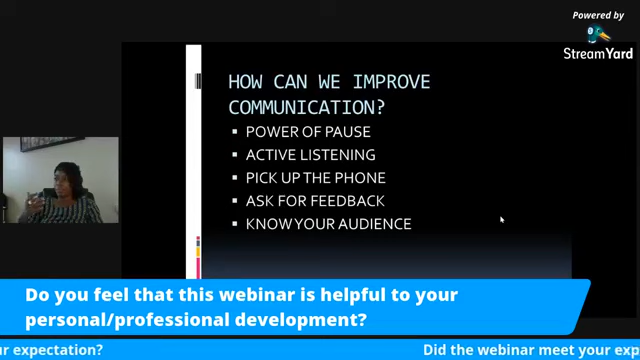 Powered by
StreamYard
HOW CAN WE IMPROVE
COMMUNICATION?
POWER OF PAUSE
ACTIVE LISTENING
PICK UP THE PHONE
ASK FOR FEEDBACK
KNOW YOUR AUDIENCE
Do you feel that this webinar is helpful to your
personal/professional development?
expectation? Did the webinar meet your